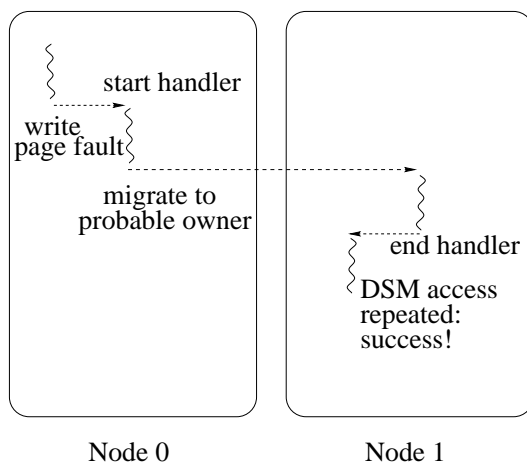 start handler
write
page fault
migrate to
probable owner
end handler
DSM access
repeated:
success!
Node 0
Node 1